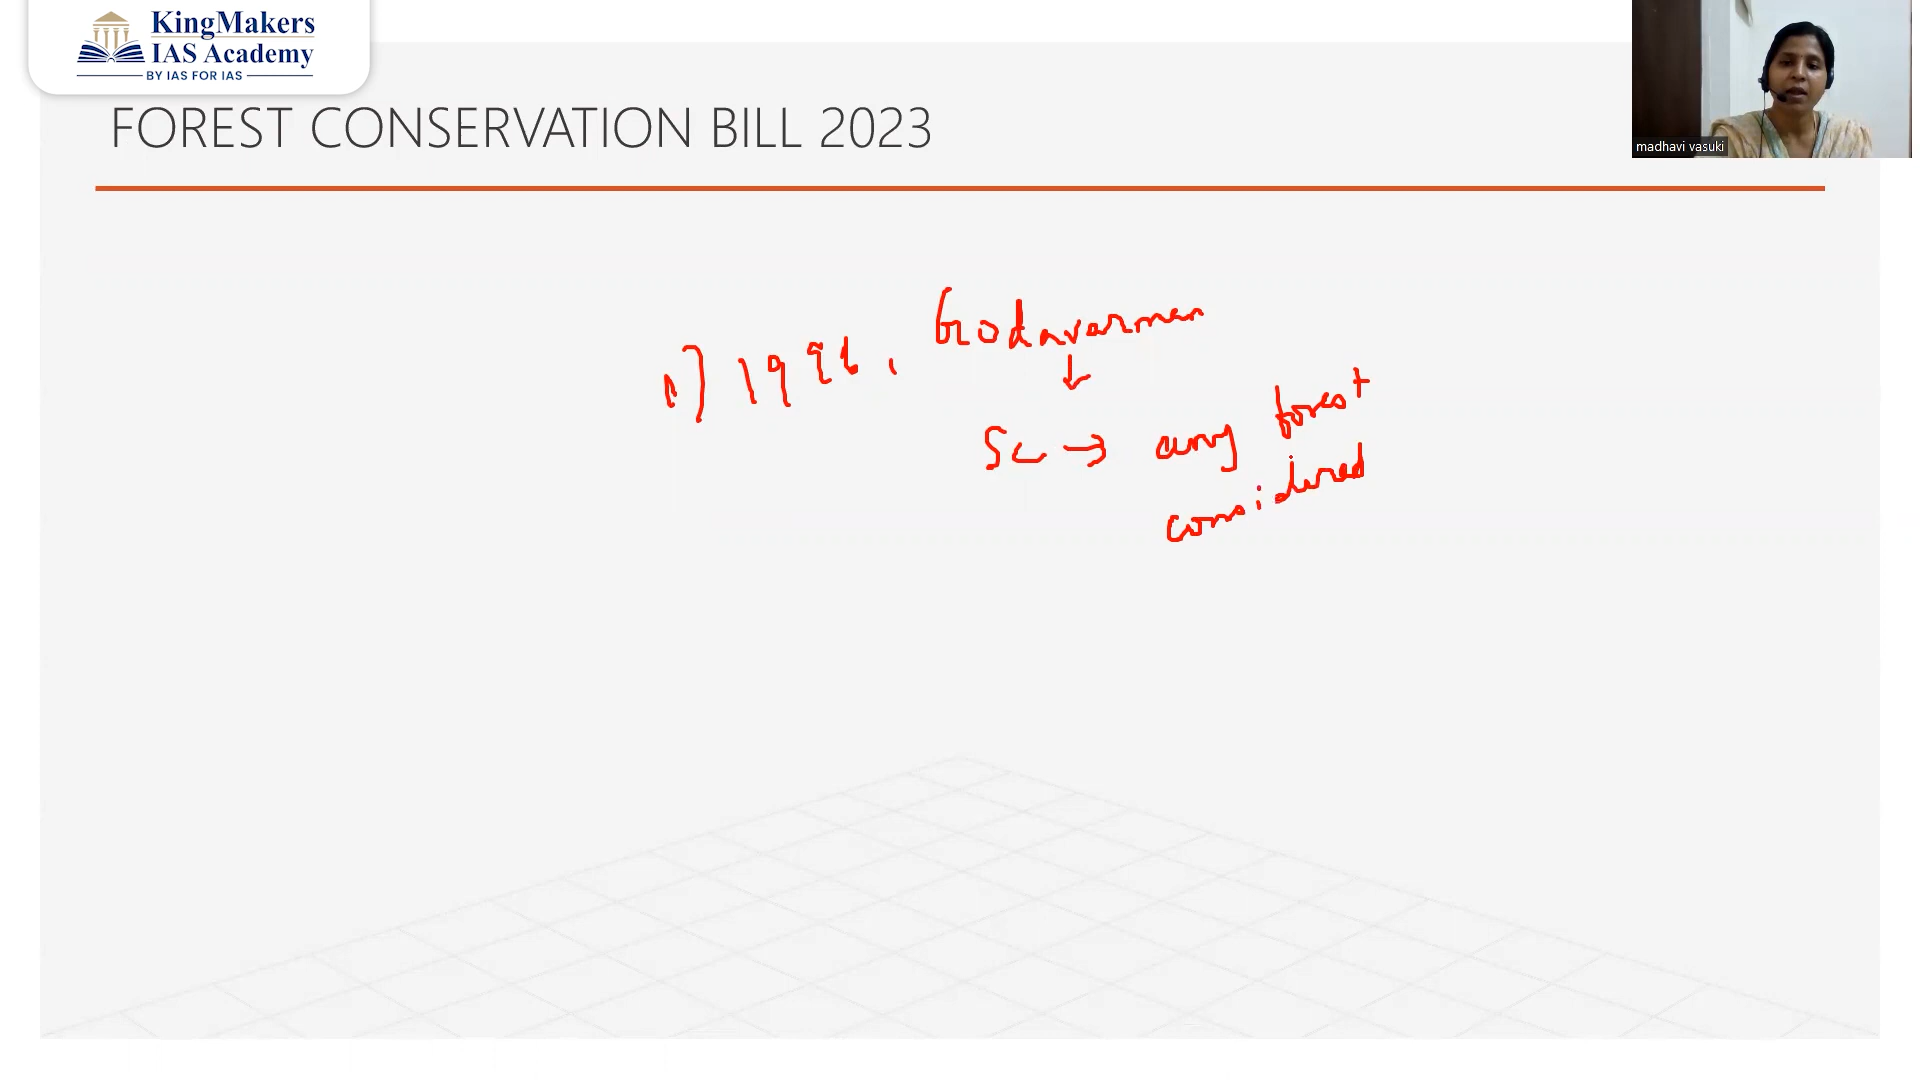 KingMakers
IAS Academy
BY IAS FOR IAS
madhavi vasuki
FOREST CONSERVATION BILL 2023
1) 1996, Godavarman
↓
SC → any forest
considered